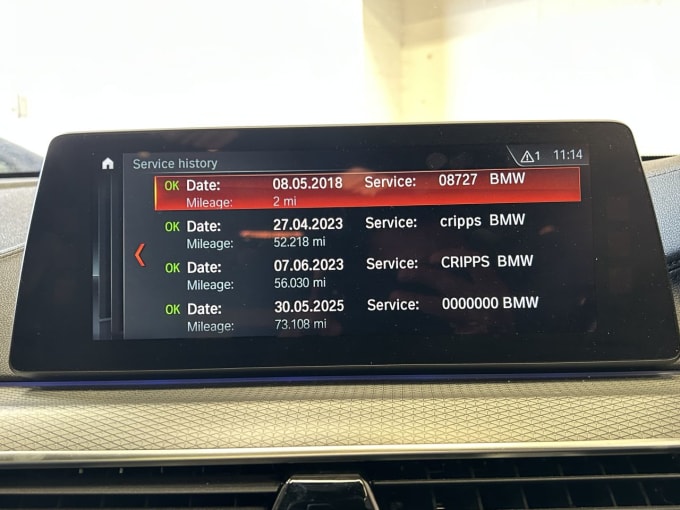 Service history 1 11:14
OK Date: 08.05.2018 Service: 08727 BMW
Mileage: 2 mi
OK Date: 27.04.2023 Service: cripps BMW
Mileage: 52.218 mi
OK Date: 07.06.2023 Service: CRIPPS BMW
Mileage: 56.030 mi
OK Date: 30.05.2025 Service: 0000000 BMW
Mileage: 73.108 mi